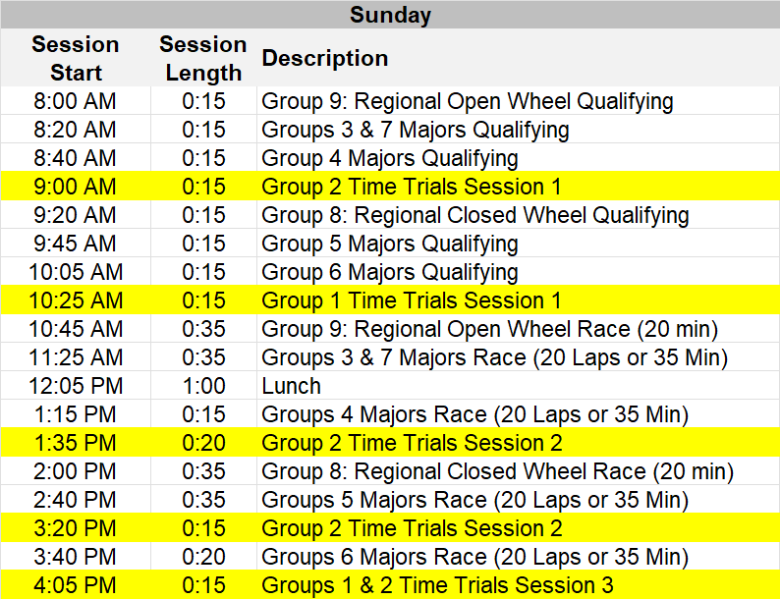 Sunday
Session Start Session Length Description
8:00 AM 0:15 Group 9: Regional Open Wheel Qualifying
8:20 AM 0:15 Groups 3 & 7 Majors Qualifying
8:40 AM 0:15 Group 4 Majors Qualifying
9:00 AM 0:15 Group 2 Time Trials Session 1
9:20 AM 0:15 Group 8: Regional Closed Wheel Qualifying
9:45 AM 0:15 Group 5 Majors Qualifying
10:05 AM 0:15 Group 6 Majors Qualifying
10:25 AM 0:15 Group 1 Time Trials Session 1
10:45 AM 0:35 Group 9: Regional Open Wheel Race (20 min)
11:25 AM 0:35 Groups 3 & 7 Majors Race (20 Laps or 35 Min)
12:05 PM 1:00 Lunch
1:15 PM 0:15 Groups 4 Majors Race (20 Laps or 35 Min)
1:35 PM 0:20 Group 2 Time Trials Session 2
2:00 PM 0:35 Group 8: Regional Closed Wheel Race (20 min)
2:40 PM 0:35 Groups 5 Majors Race (20 Laps or 35 Min)
3:20 PM 0:15 Group 2 Time Trials Session 2
3:40 PM 0:20 Groups 6 Majors Race (20 Laps or 35 Min)
4:05 PM 0:15 Groups 1 & 2 Time Trials Session 3